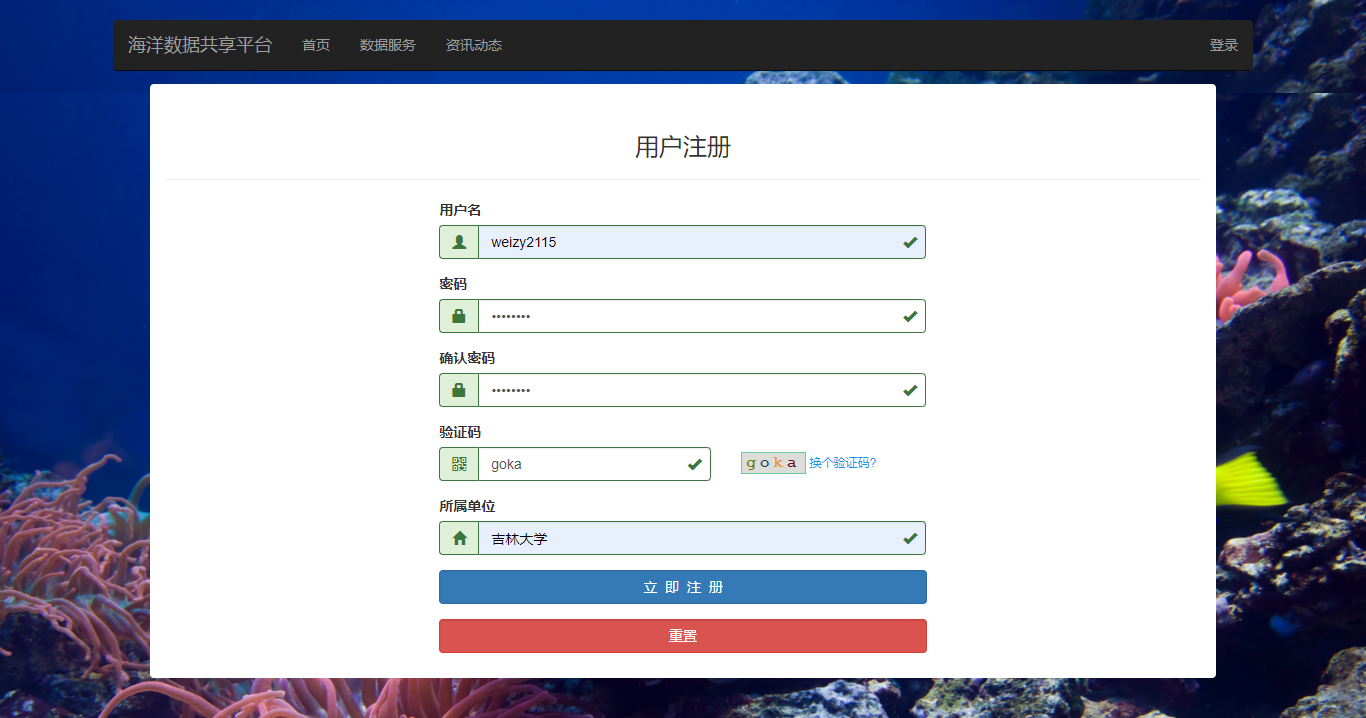 海洋数据共享平台 首页 数据服务 资讯动态 登录
用户注册
用户名
weizy2115
密码
••••••••
确认密码
••••••••
验证码
goka goka 换个验证码?
所属单位
吉林大学
立 即 注 册
重置